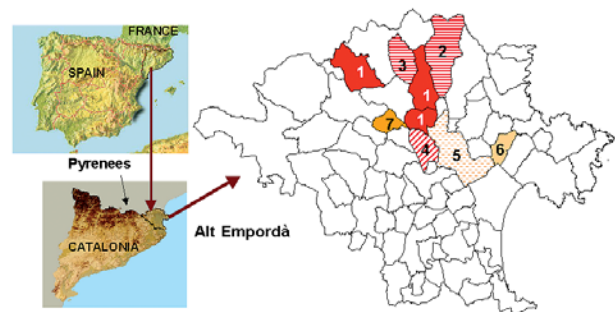 FRANCE
SPAIN
Pyrenees
CATALONIA
Alt Empordà
1
3
2
1
1
7
4
5
6